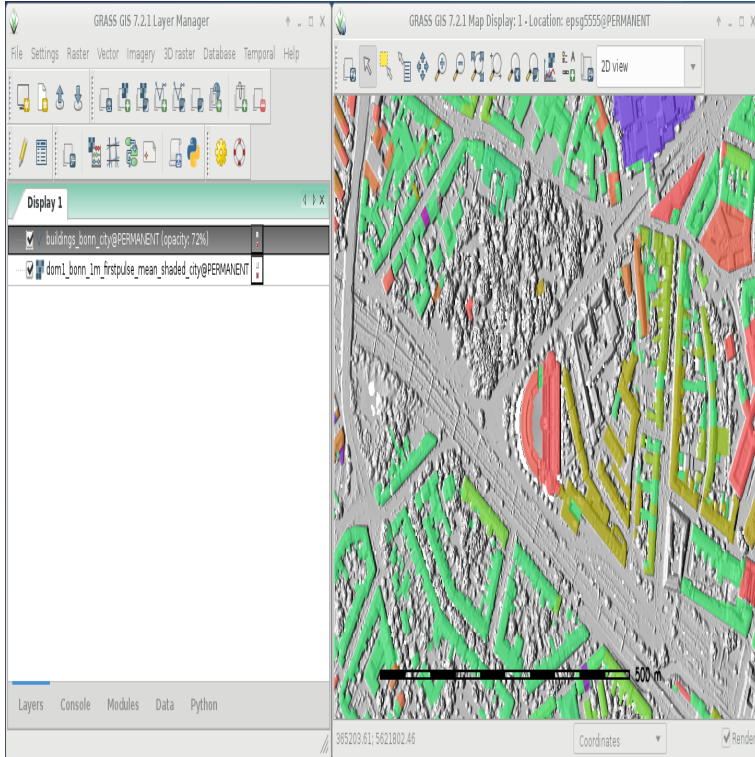 GRASS GIS 7.2.1 Layer Manager
File Settings Raster Vector Imagery 3D raster Database Temporal Help
Display 1
buildings_bonn_city@PERMANENT (opacity: 72%)
dom1_bonn_1m_firstpulse_mean_shaded_city@PERMANENT
Layers Console Modules Data Python
GRASS GIS 7.2.1 Map Display: 1 - Location: epsg5555@PERMANENT
2D view
500 m
365203.61; 5621802.46
Coordinates
Render